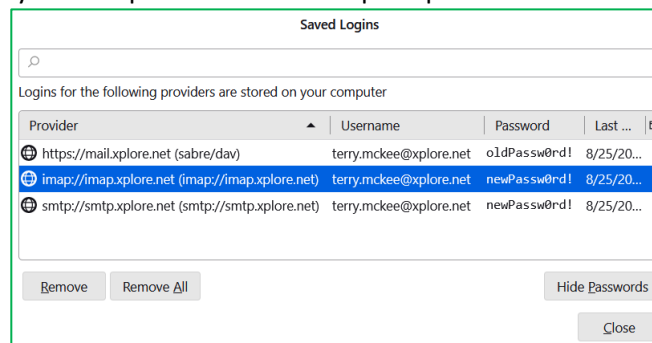 Saved Logins
Logins for the following providers are stored on your computer
Provider Username Password Last ...
https://mail.xplore.net (sabre/dav) terry.mckee@xplore.net oldPassw0rd! 8/25/20...
imap://imap.xplore.net (imap://imap.xplore.net) terry.mckee@xplore.net newPassw0rd! 8/25/20...
smtp://smtp.xplore.net (smtp://smtp.xplore.net) terry.mckee@xplore.net newPassw0rd! 8/25/20...
Remove Remove All Hide Passwords
Close